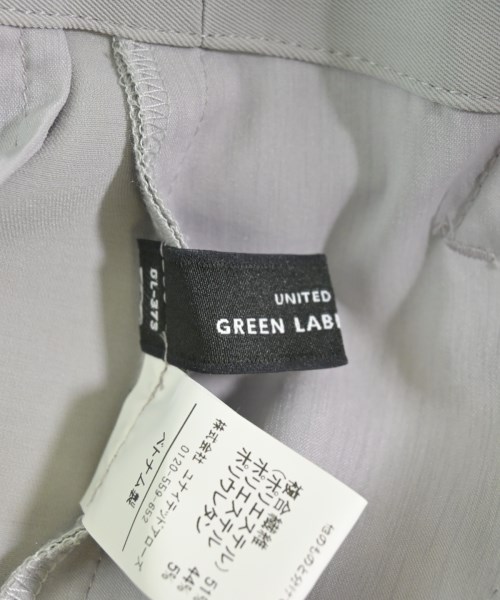 UNITED
GREEN LAB
DL-373
複合繊維
(ポリエステル) 51%
ポリエステル 44%
ポリウレタン 5%
株式会社 ユナイテッドアローズ
0120-559-652
ベトナム製